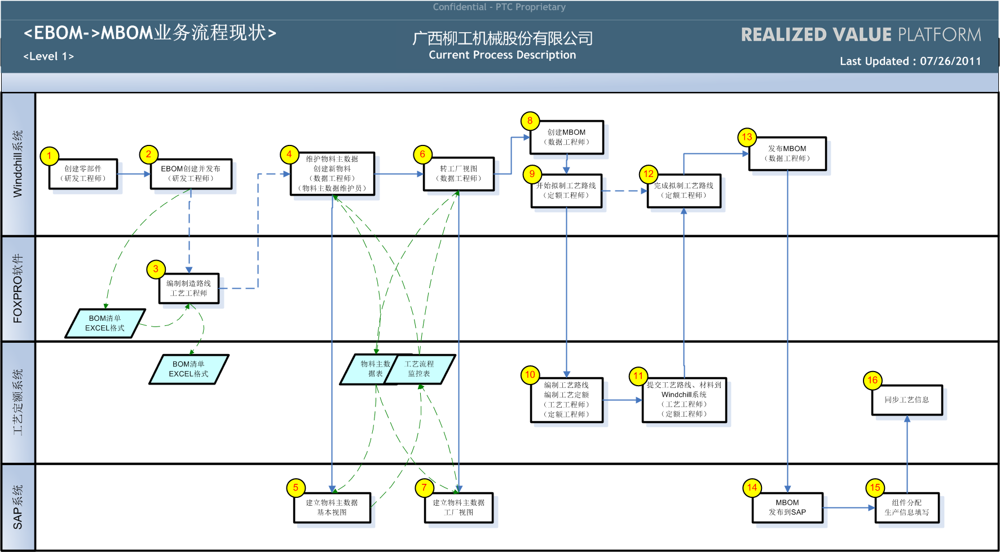 Confidential - PTC Proprietary
<EBOM->MBOM业务流程现状>
<Level 1>
广西柳工机械股份有限公司
Current Process Description
REALIZED VALUE PLATFORM
Last Updated : 07/26/2011
Windchill系统
1
创建零部件
（研发工程师）
2
EBOM创建并发布
（研发工程师）
4
维护物料主数据
创建新物料
（数据工程师）
（物料主数据维护员）
6
转工厂视图
（数据工程师）
8
创建MBOM
（数据工程师）
9
开始拟制工艺路线
（定额工程师）
12
完成拟制工艺路线
（定额工程师）
13
发布MBOM
（数据工程师）
FOXPRO软件
3
编制制造路线
工艺工程师
BOM清单
EXCEL格式
工艺定额系统
BOM清单
EXCEL格式
物料主数
据表
工艺流程
监控表
10
编制工艺路线
编制工艺定额
（工艺工程师）
（定额工程师）
11
提交工艺路线、材料到
Windchill系统
（工艺工程师）
（定额工程师）
16
同步工艺信息
SAP系统
5
建立物料主数据
基本视图
7
建立物料主数据
工厂视图
14
MBOM
发布到SAP
15
组件分配
生产信息填写